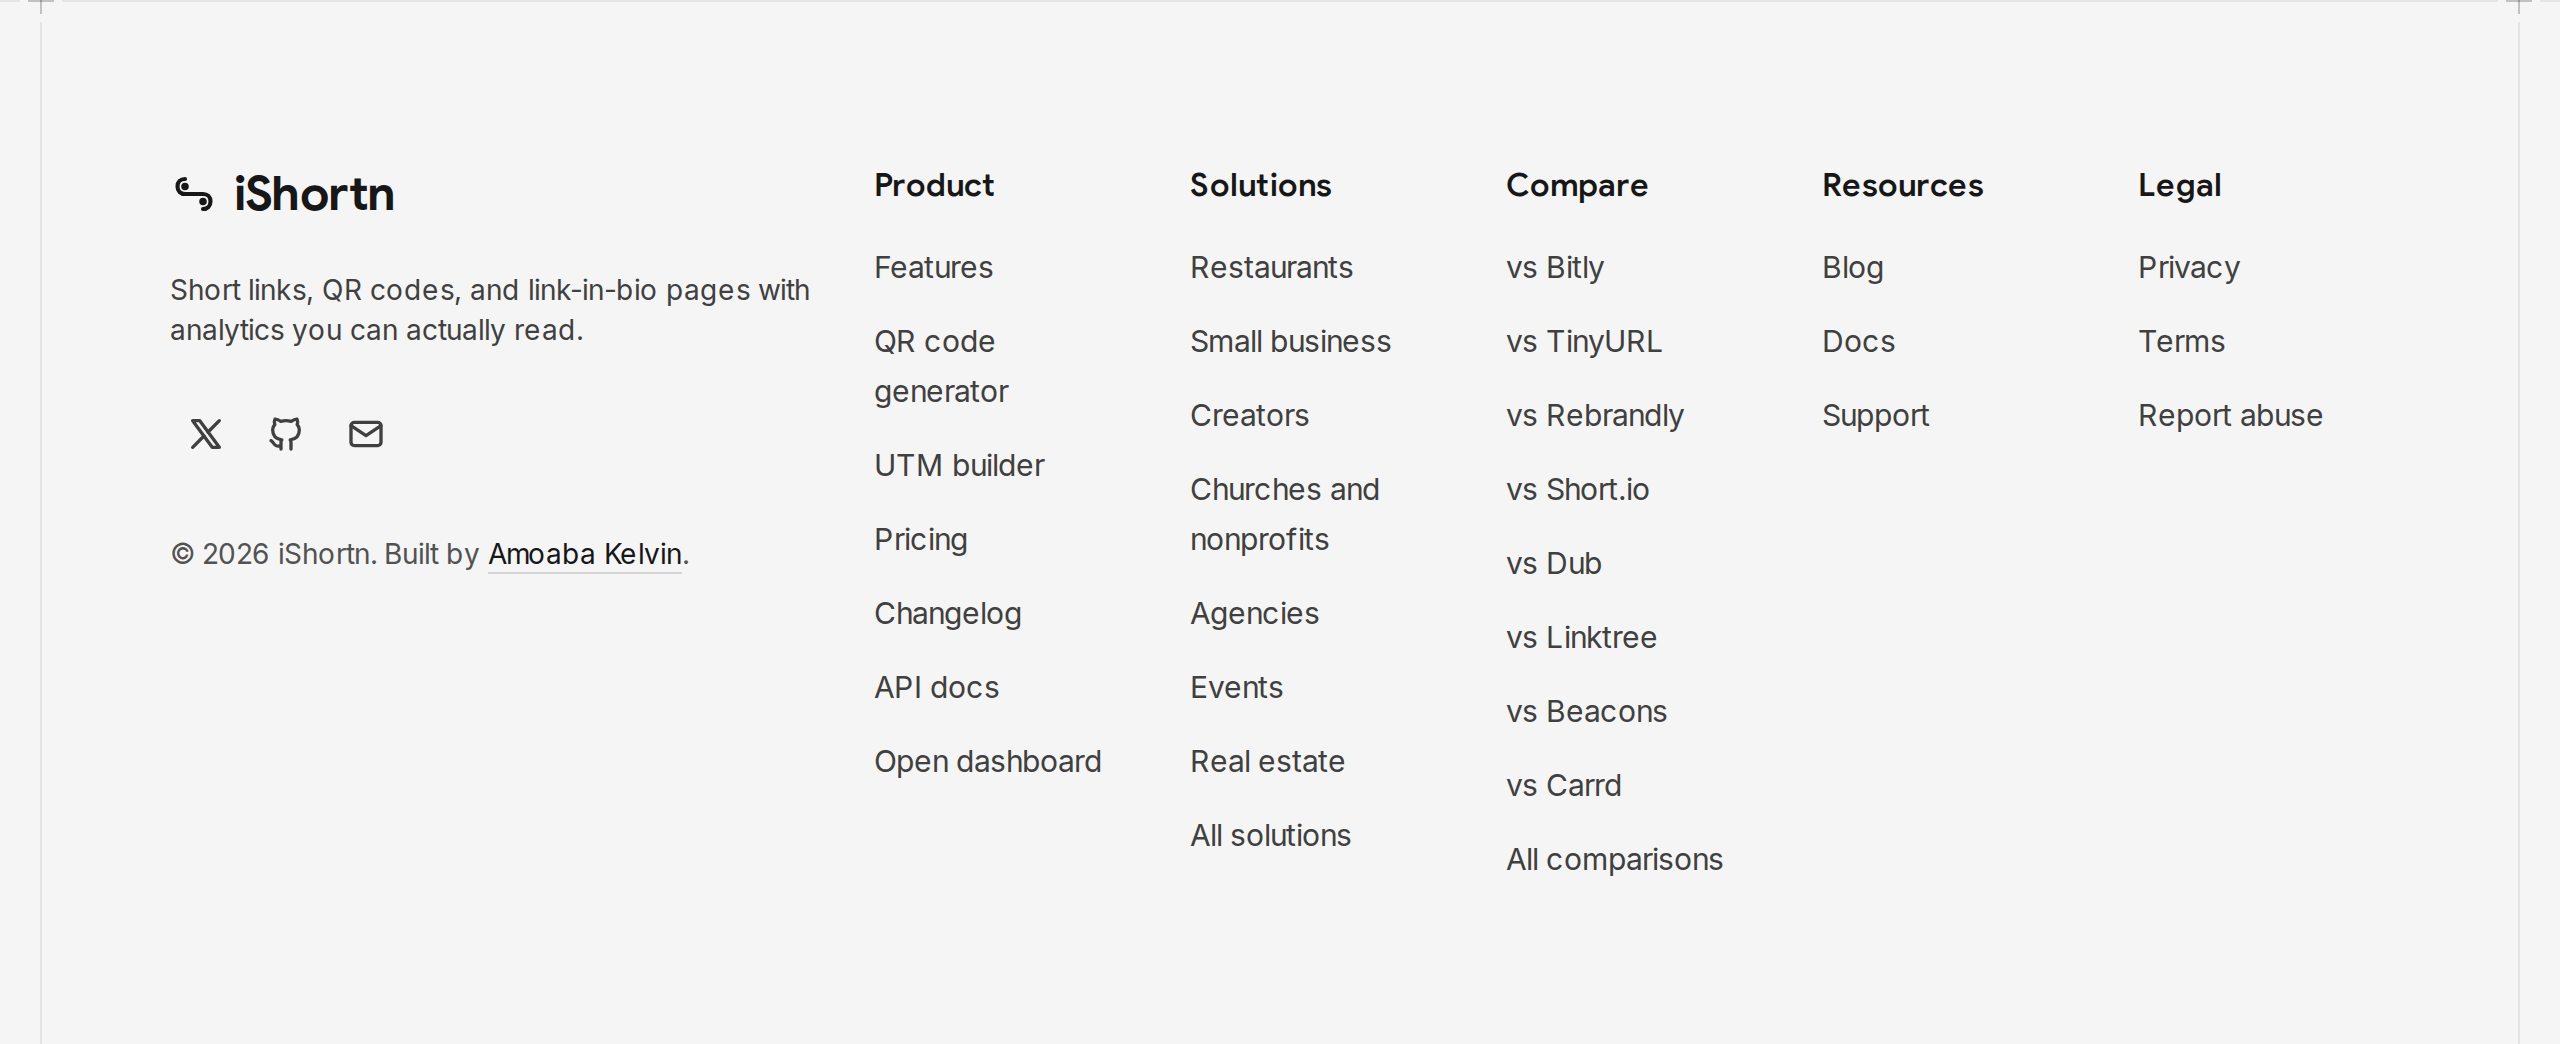 iShortn
Short links, QR codes, and link-in-bio pages with
analytics you can actually read.
© 2026 iShortn. Built by Amoaba Kelvin.
Product
Features
QR code
generator
UTM builder
Pricing
Changelog
API docs
Open dashboard
Solutions
Restaurants
Small business
Creators
Churches and
nonprofits
Agencies
Events
Real estate
All solutions
Compare
vs Bitly
vs TinyURL
vs Rebrandly
vs Short.io
vs Dub
vs Linktree
vs Beacons
vs Carrd
All comparisons
Resources
Blog
Docs
Support
Legal
Privacy
Terms
Report abuse